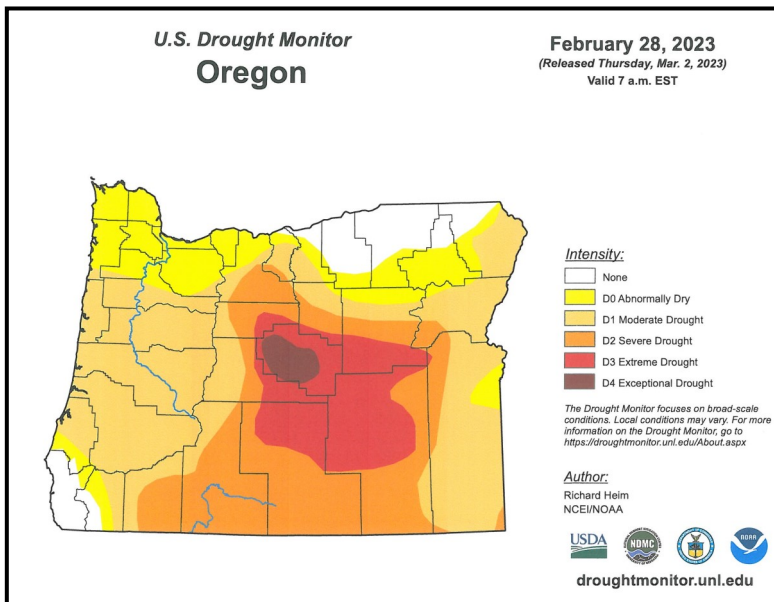 U.S. Drought Monitor
Oregon
February 28, 2023
(Released Thursday, Mar. 2, 2023)
Valid 7 a.m. EST
Intensity:
None
D0 Abnormally Dry
D1 Moderate Drought
D2 Severe Drought
D3 Extreme Drought
D4 Exceptional Drought
The Drought Monitor focuses on broad-scale
conditions. Local conditions may vary. For more
information on the Drought Monitor, go to
https://droughtmonitor.unl.edu/About.aspx
Author:
Richard Heim
NCEI/NOAA
USDA
NDMC
NOAA
droughtmonitor.unl.edu